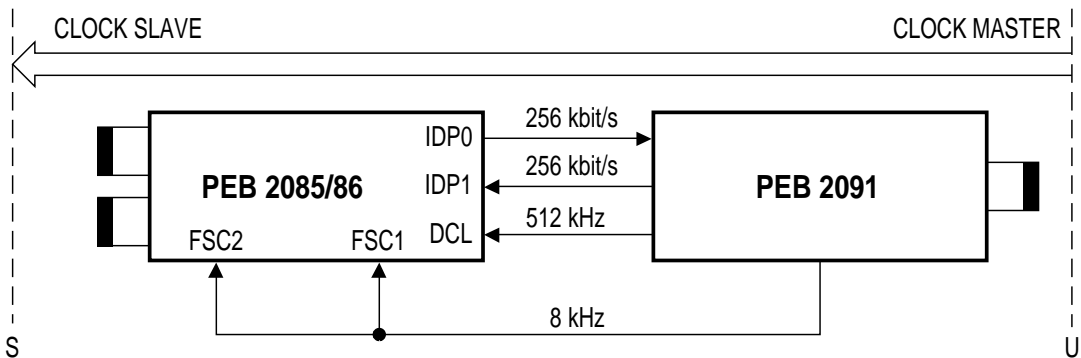 CLOCK SLAVE
CLOCK MASTER
IDP0
256 kbit/s
PEB 2085/86
IDP1
256 kbit/s
PEB 2091
FSC2
FSC1
DCL
512 kHz
8 kHz
S
U